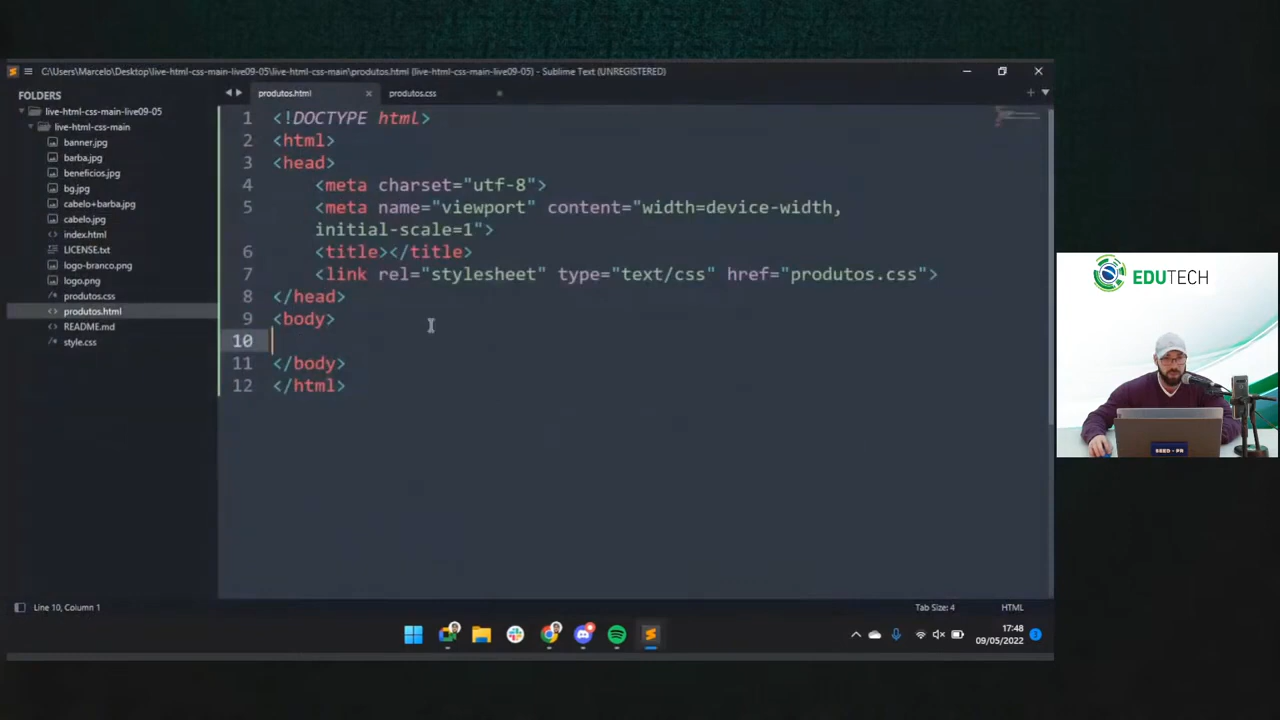 C:\Users\Marcelo\Desktop\live-html-css-main-live09-05\live-html-css-main\produtos.html (live-html-css-main-live09-05) - Sublime Text (UNREGISTERED)
FOLDERS
live-html-css-main-live09-05
live-html-css-main
banner.jpg
barba.jpg
beneficios.jpg
bg.jpg
cabelo+barba.jpg
cabelo.jpg
index.html
LICENSE.txt
logo-branco.png
logo.png
produtos.css
produtos.html
README.md
style.css
produtos.html
produtos.css
1 <!DOCTYPE html>
2 <html>
3 <head>
4 <meta charset="utf-8">
5 <meta name="viewport" content="width=device-width,
initial-scale=1">
6 <title></title>
7 <link rel="stylesheet" type="text/css" href="produtos.css">
8 </head>
9 <body>
10
11 </body>
12 </html>
EDUTECH
SEED - PR
Line 10, Column 1
Tab Size: 4
HTML
17:48
09/05/2022
3